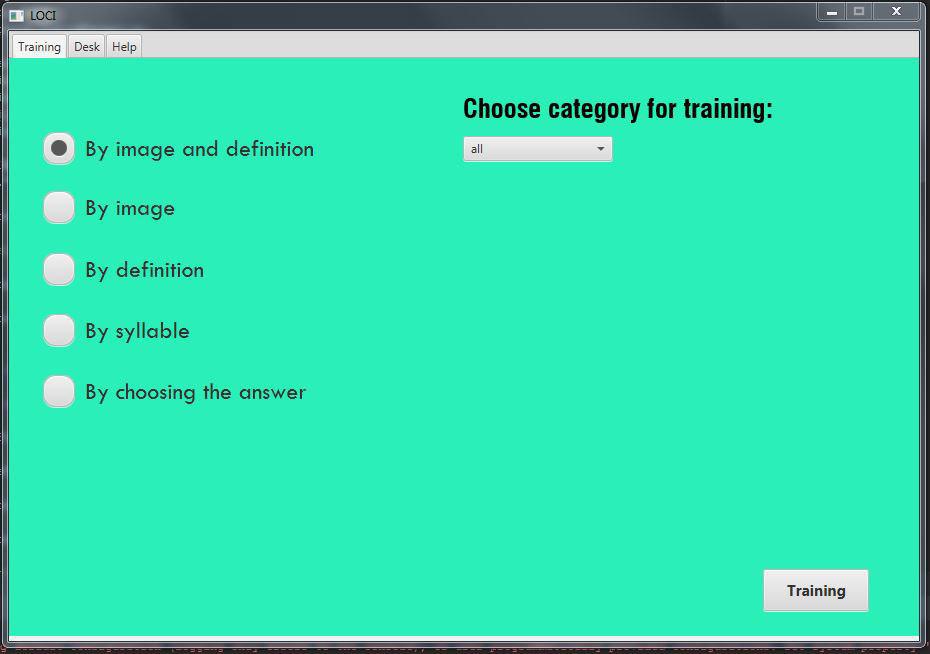 LOCI
Training Desk Help
Choose category for training:
all
By image and definition
By image
By definition
By syllable
By choosing the answer
Training